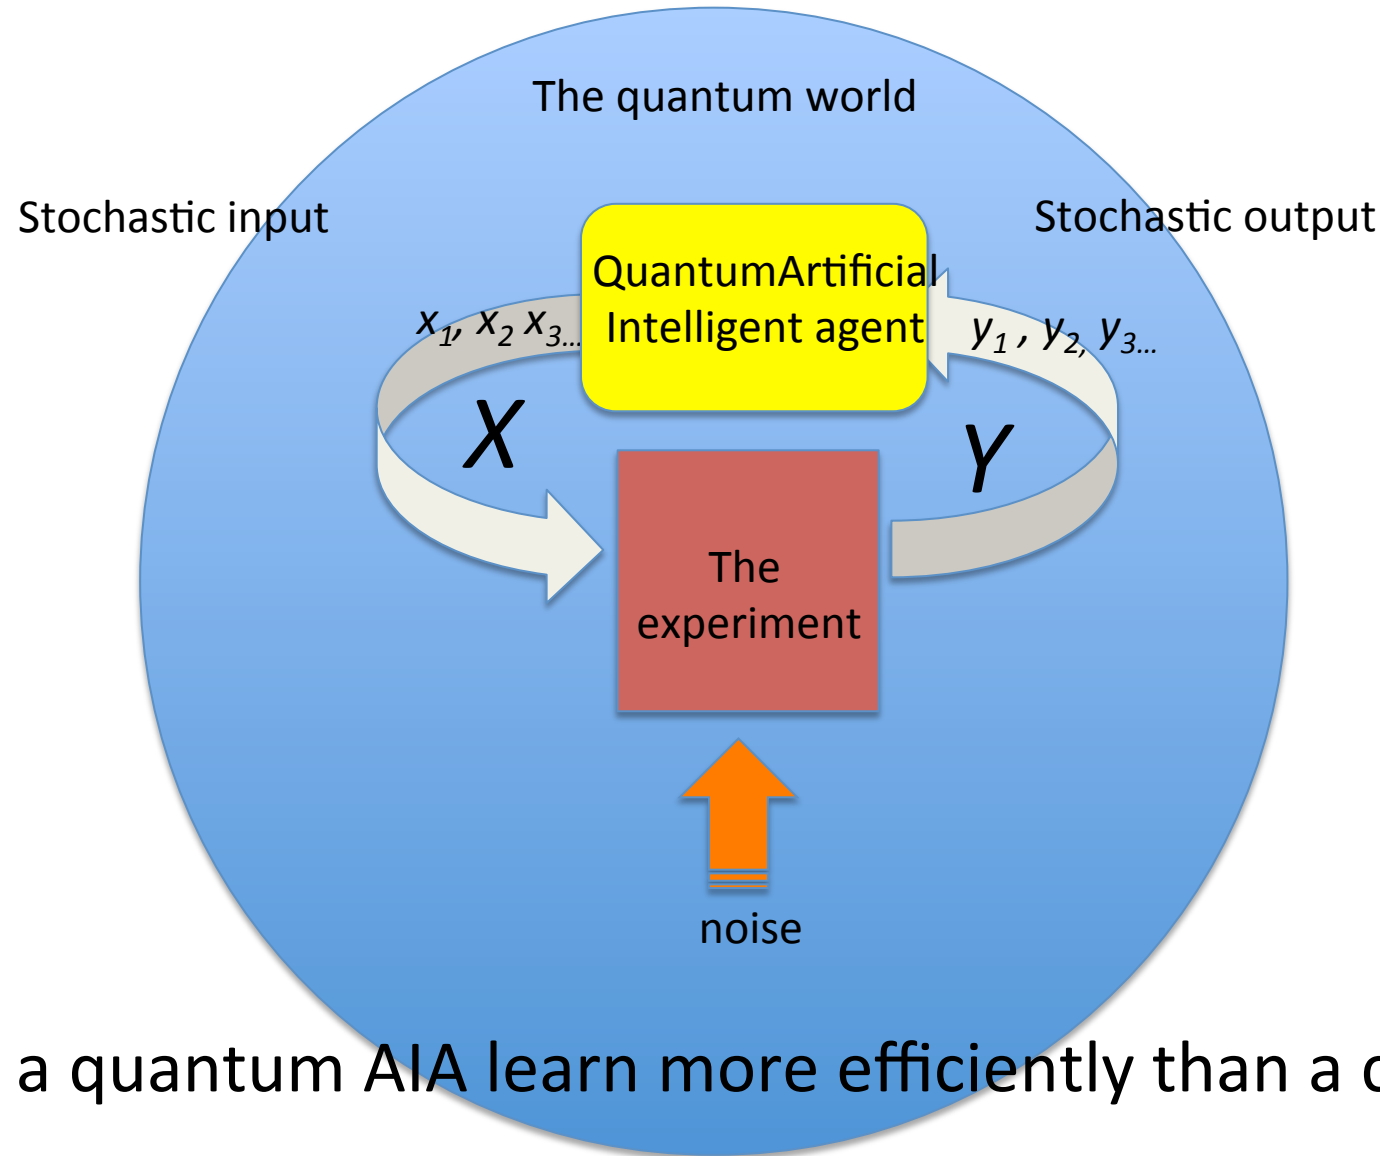 The quantum world
Stochastic input
Stochastic output
QuantumArtificial
Intelligent agent
x1, x2 x3...
y1 , y2, y3...
X
Y
The
experiment
noise
a quantum AIA learn more efficiently than a